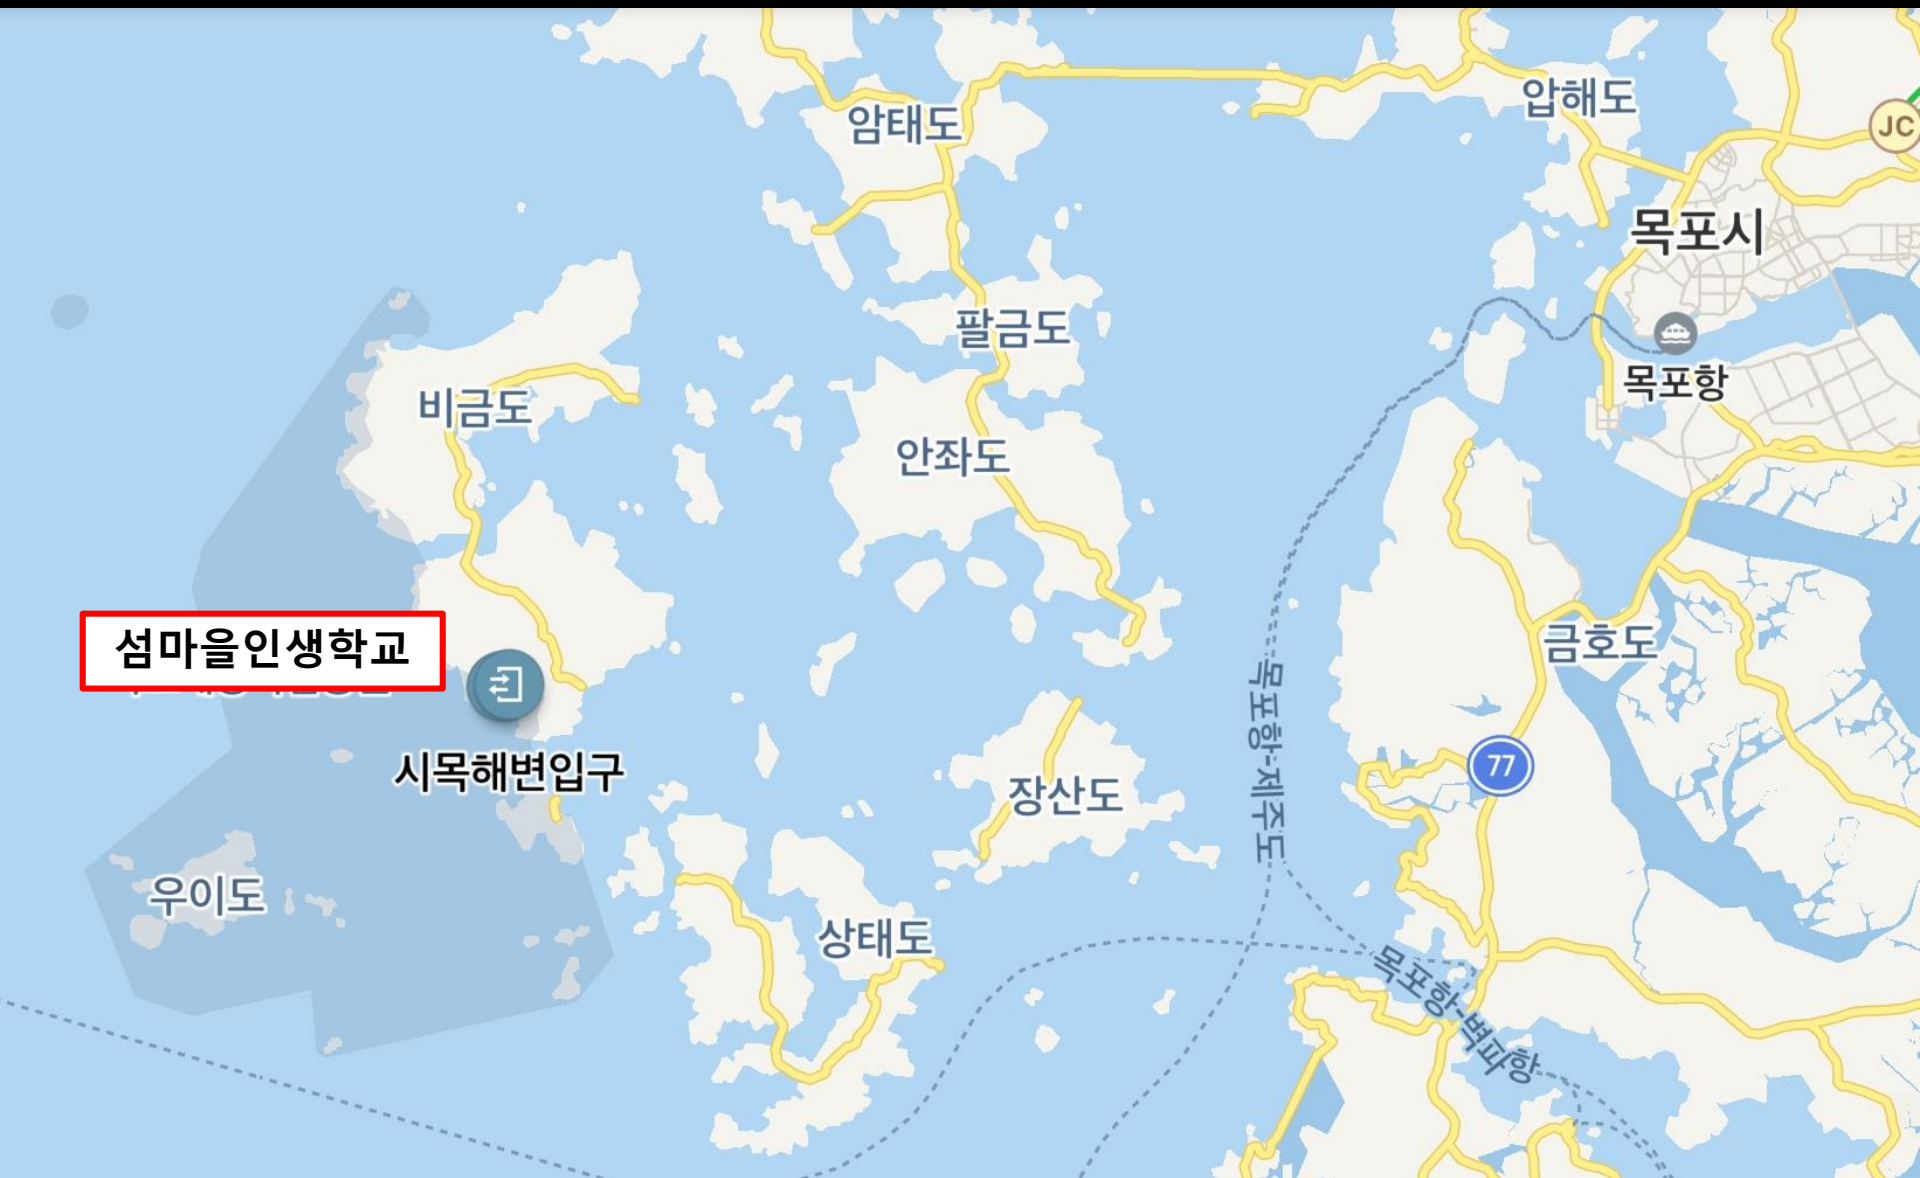 압해도
암태도
JC
목포시
팔금도
목포항
비금도
안좌도
섬마을인생학교
금호도
시목해변입구
77
장산도
목포항-제주도
우이도
상태도
목포항-벽파항